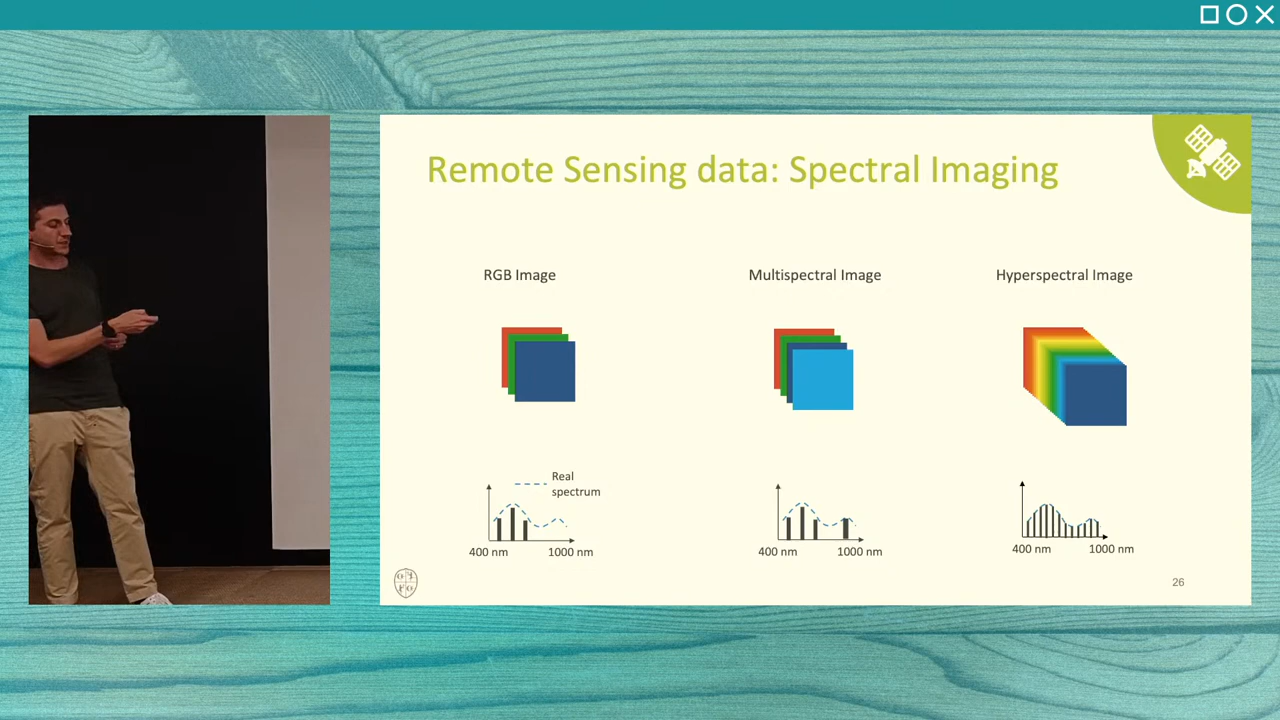 Remote Sensing data: Spectral Imaging
RGB Image
Multispectral Image
Hyperspectral Image
Real
spectrum
400 nm
1000 nm
400 nm
1000 nm
400 nm
1000 nm
26